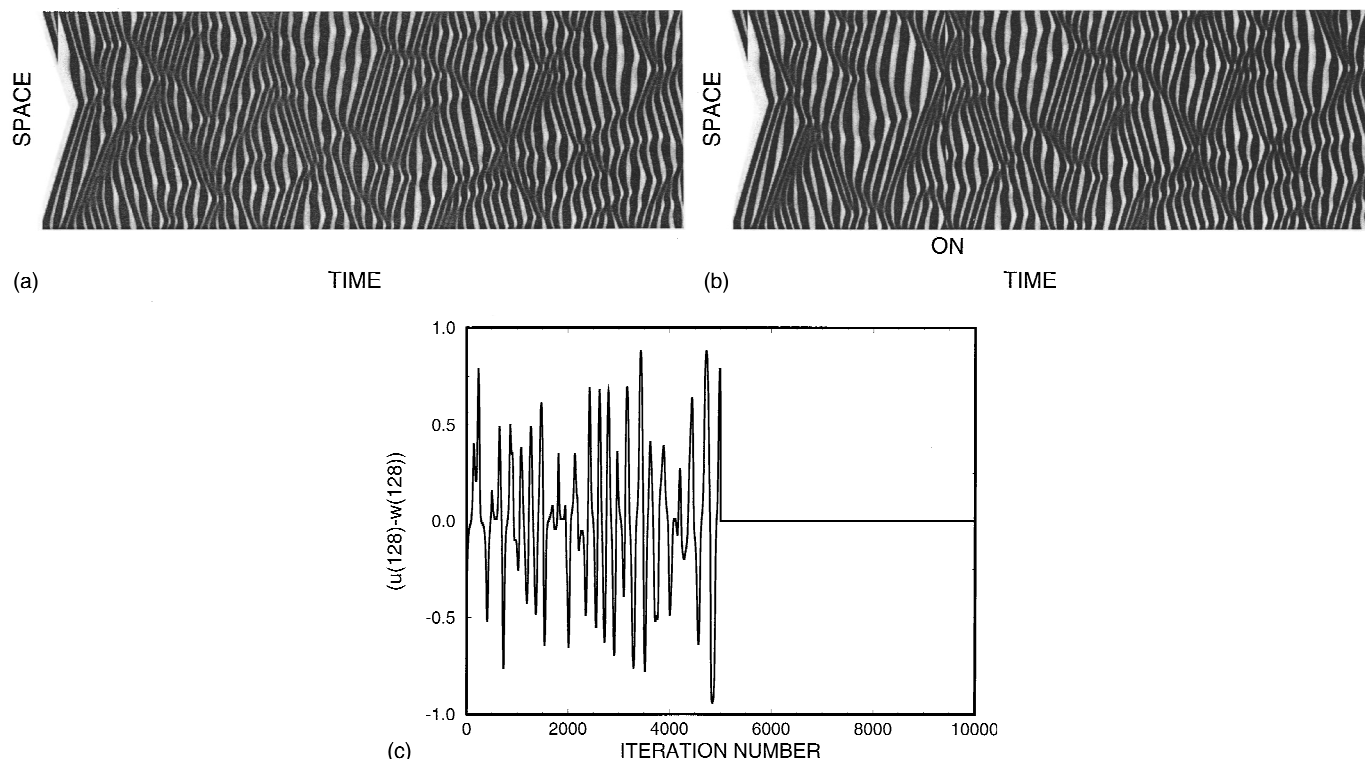 SPACE
SPACE
ON
(a)
TIME
(b)
TIME
1.0
0.5
0.0
-0.5
-1.0
(u(128)-w(128))
0
2000
4000
6000
8000
10000
(c)
ITERATION NUMBER